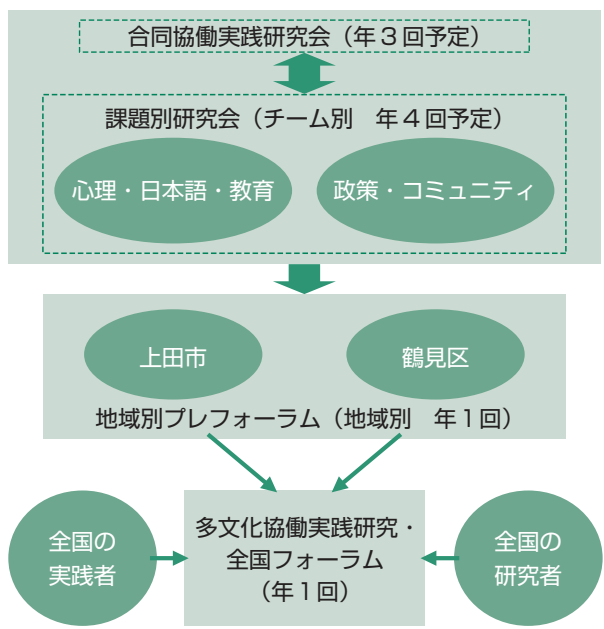 合同協働実践研究会（年３回予定）
課題別研究会（チーム別　年４回予定）
心理・日本語・教育
政策・コミュニティ
上田市
鶴見区
地域別プレフォーラム（地域別　年１回）
多文化協働実践研究・
全国フォーラム
（年１回）
全国の
実践者
全国の
研究者